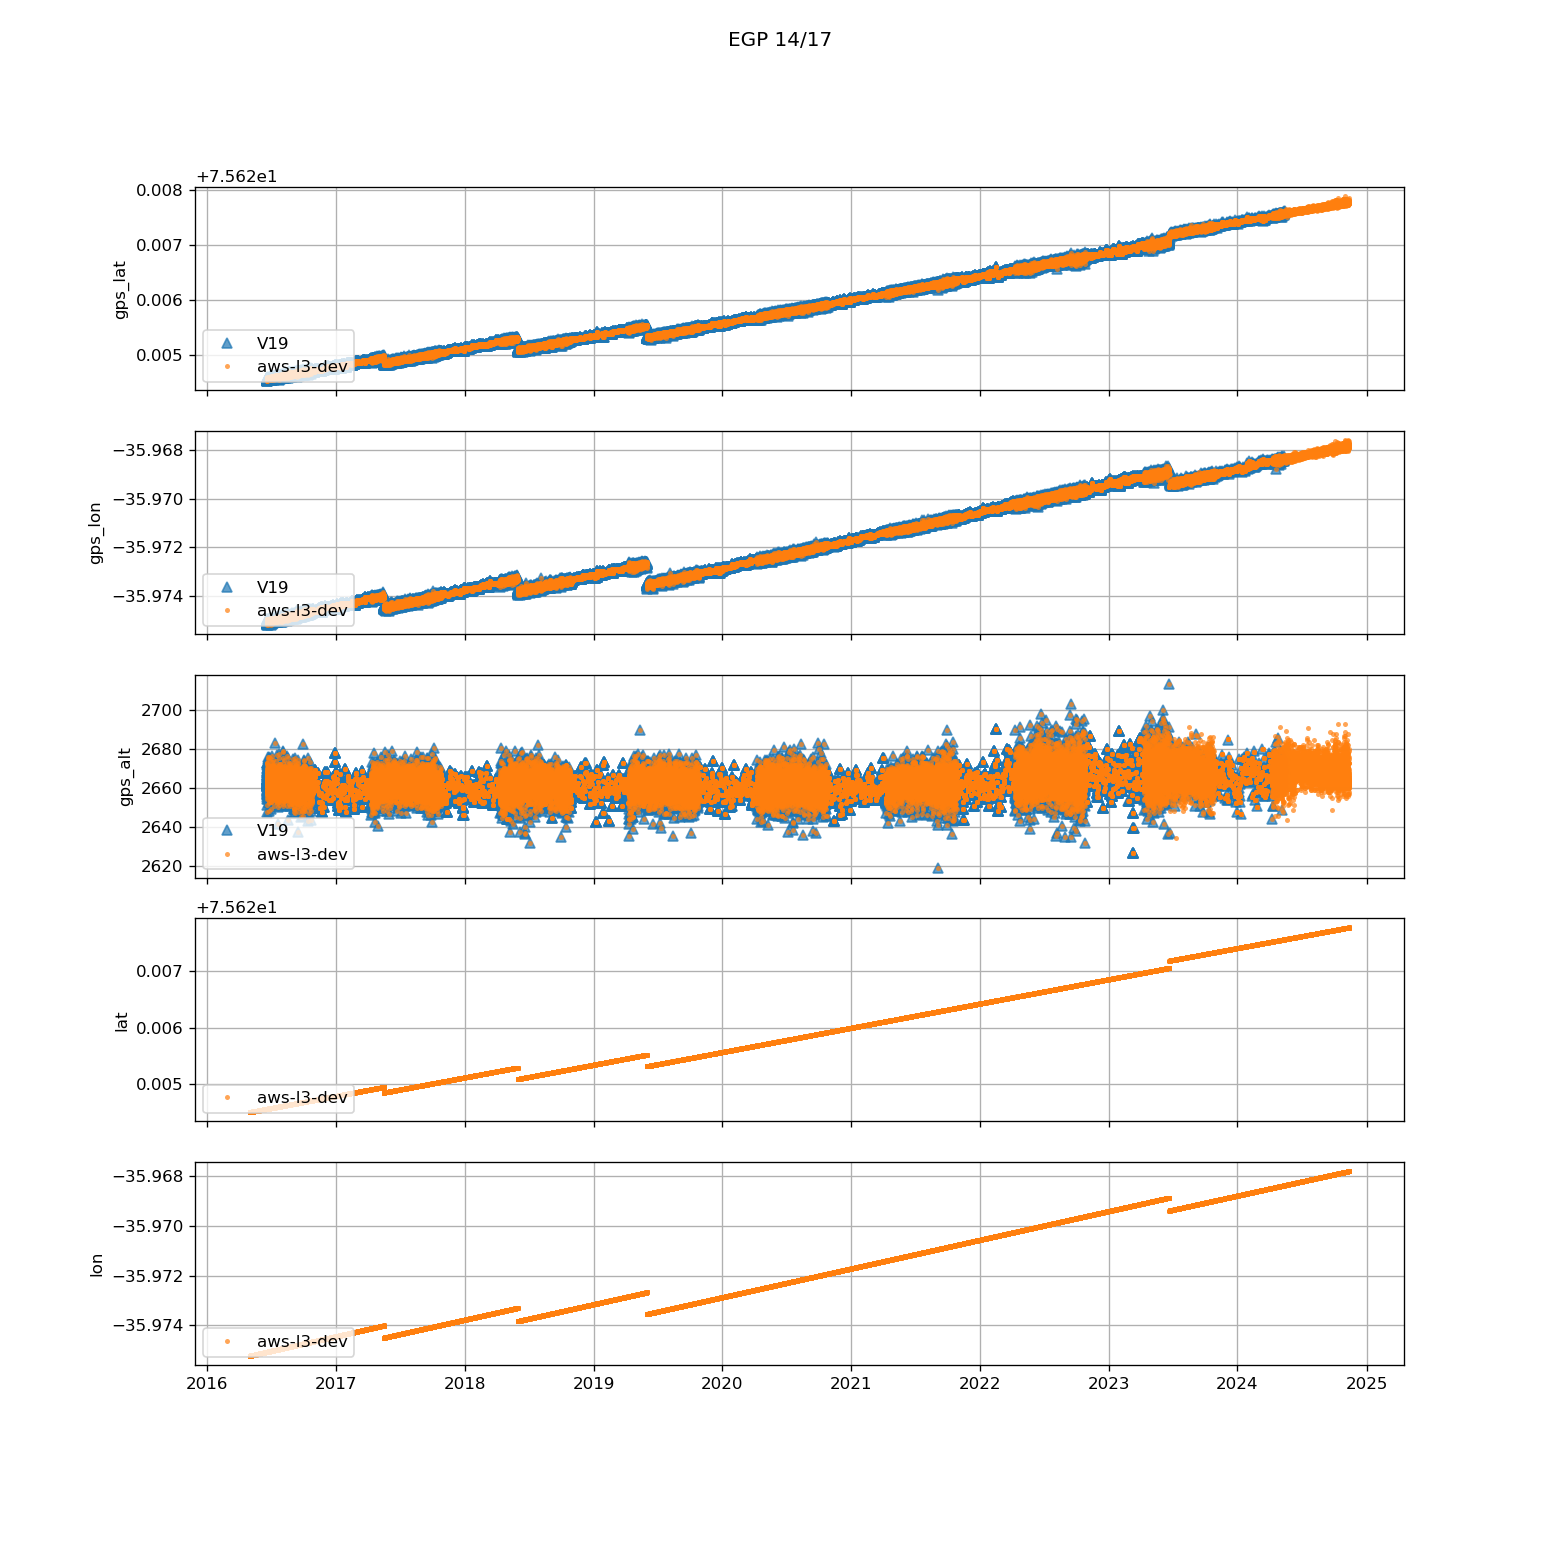 EGP 14/17
+7.562e1
0.008
0.007
0.006
0.005
gps_lat
V19
aws-l3-dev
−35.968
−35.970
−35.972
−35.974
gps_lon
V19
aws-l3-dev
2700
2680
2660
2640
2620
gps_alt
V19
aws-l3-dev
+7.562e1
0.007
0.006
0.005
lat
aws-l3-dev
−35.968
−35.970
−35.972
−35.974
lon
aws-l3-dev
2016 2017 2018 2019 2020 2021 2022 2023 2024 2025